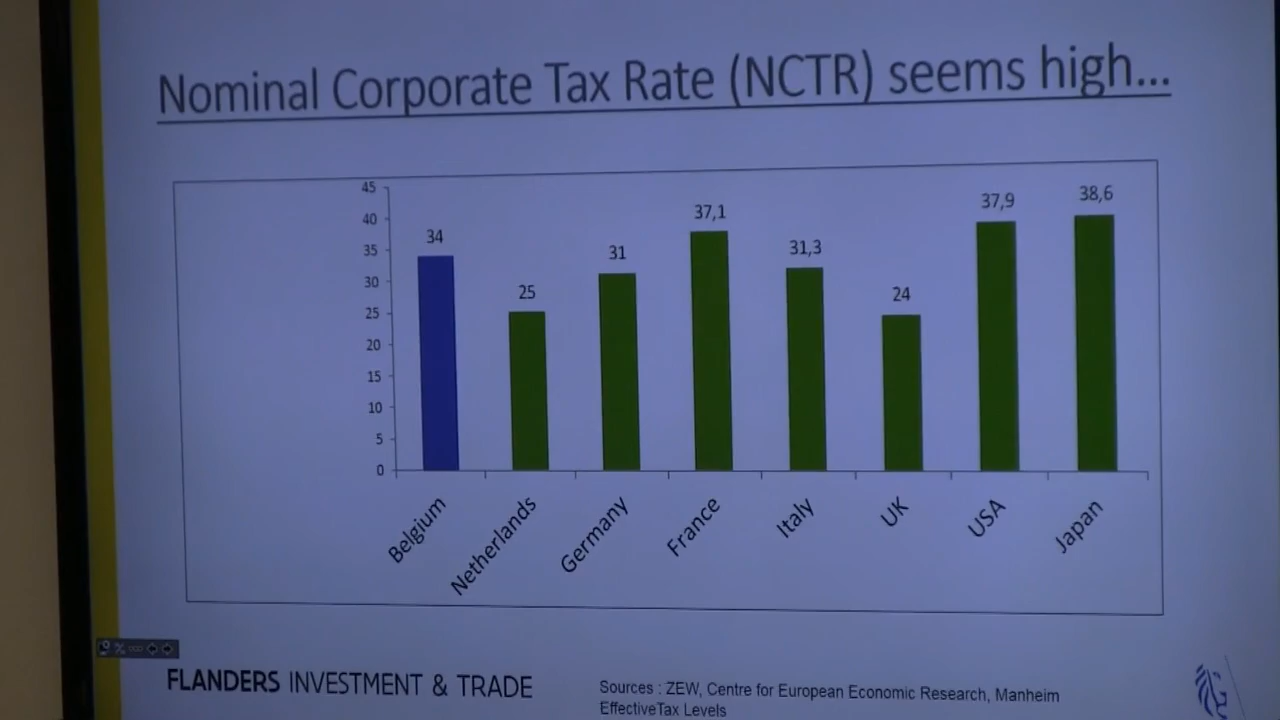 Nominal Corporate Tax Rate (NCTR) seems high...
45
40
35
30
25
20
15
10
5
0
34
25
31
37,1
31,3
24
37,9
38,6
Belgium
Netherlands
Germany
France
Italy
UK
USA
Japan
FLANDERS INVESTMENT & TRADE
Sources : ZEW, Centre for European Economic Research, Manheim
EffectiveTax Levels